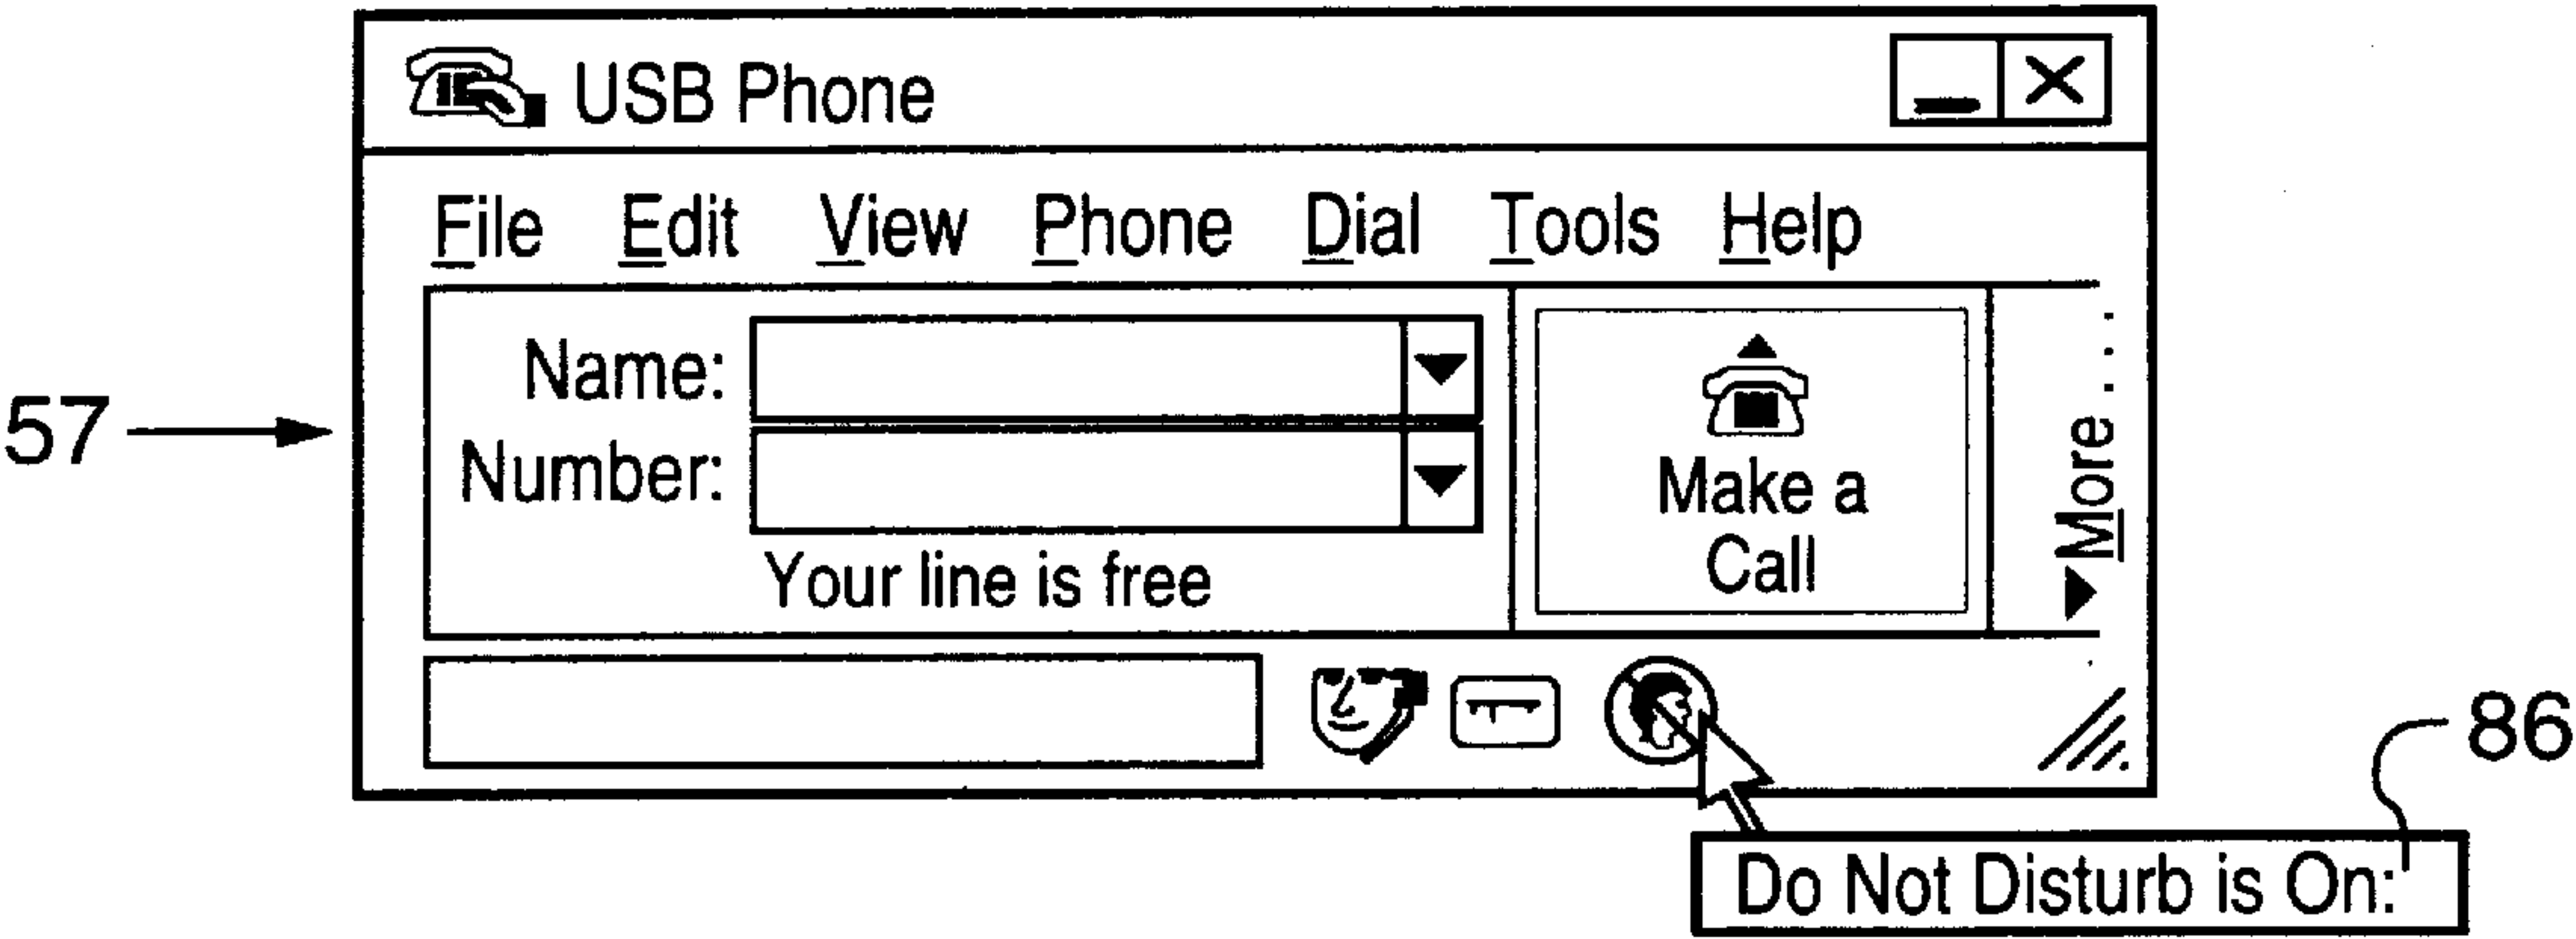 USB Phone
File Edit View Phone Dial Tools Help
Name:
Number:
Your line is free
Make a
Call
More . . .
57
86
Do Not Disturb is On: